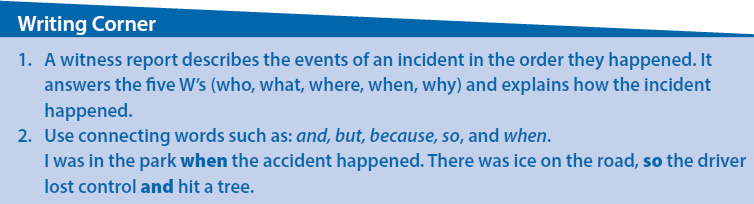 Writing Corner
1. A witness report describes the events of an incident in the order they happened. It
answers the five W's (who, what, where, when, why) and explains how the incident
happened.
2. Use connecting words such as: and, but, because, so, and when.
I was in the park when the accident happened. There was ice on the road, so the driver
lost control and hit a tree.